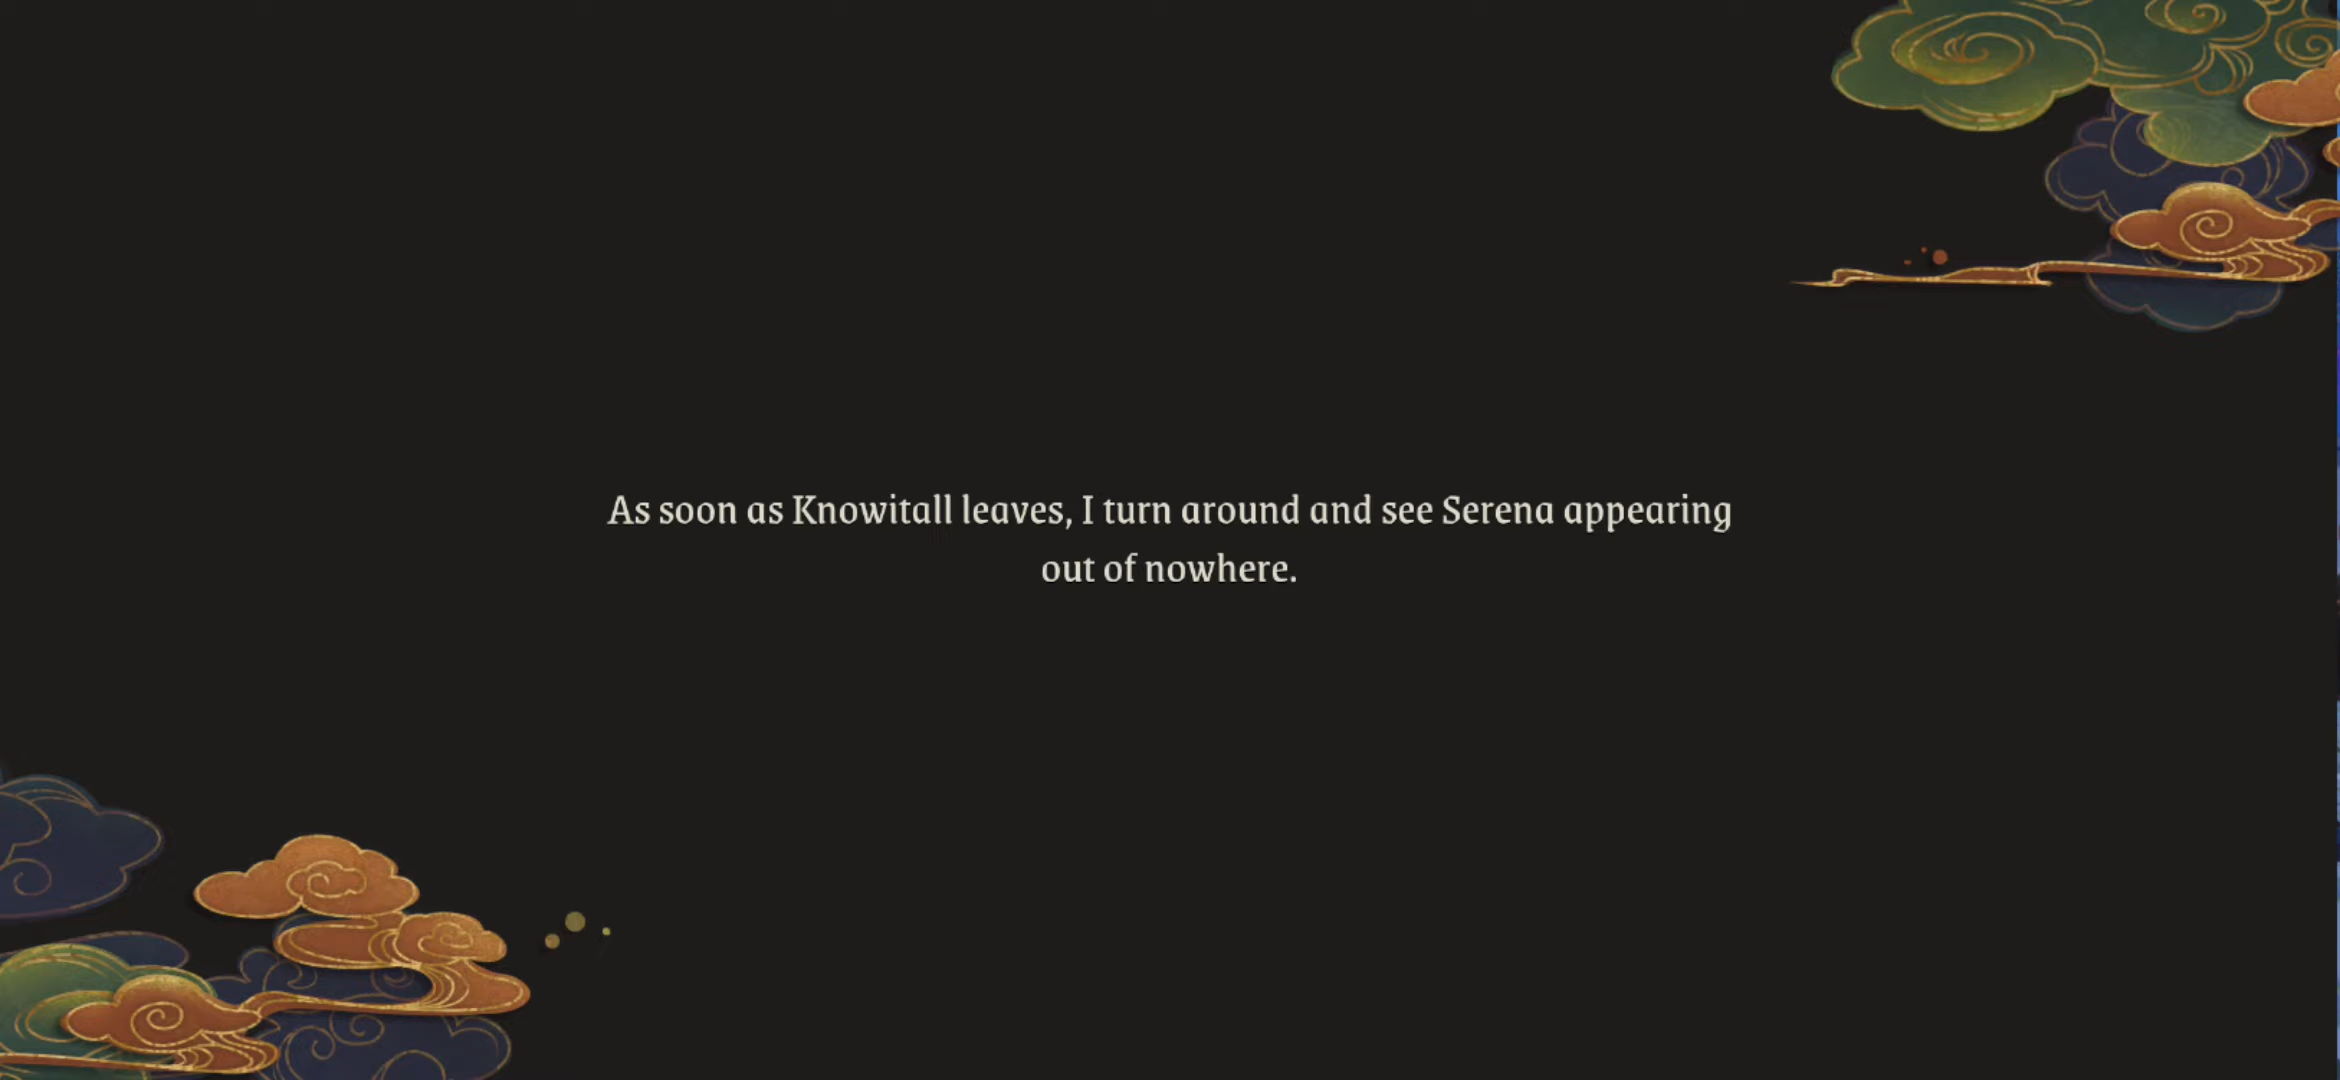 As soon as Knowitall leaves, I turn around and see Serena appearing
out of nowhere.